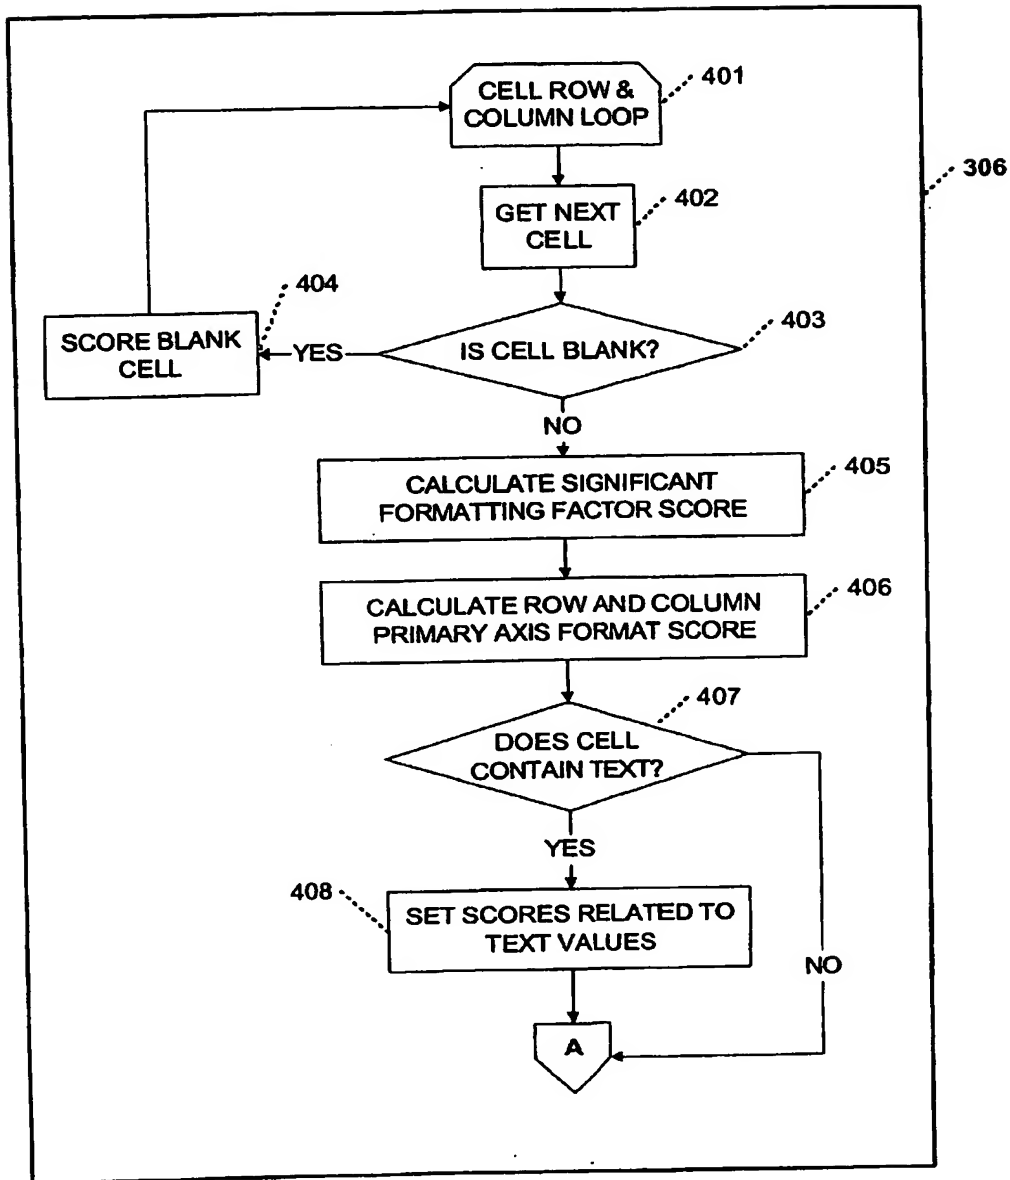 CELL ROW &
COLUMN LOOP
401
306
GET NEXT
CELL
402
404
SCORE BLANK
CELL
YES
IS CELL BLANK?
403
NO
CALCULATE SIGNIFICANT
FORMATTING FACTOR SCORE
405
CALCULATE ROW AND COLUMN
PRIMARY AXIS FORMAT SCORE
406
407
DOES CELL
CONTAIN TEXT?
YES
408
SET SCORES RELATED TO
TEXT VALUES
NO
A